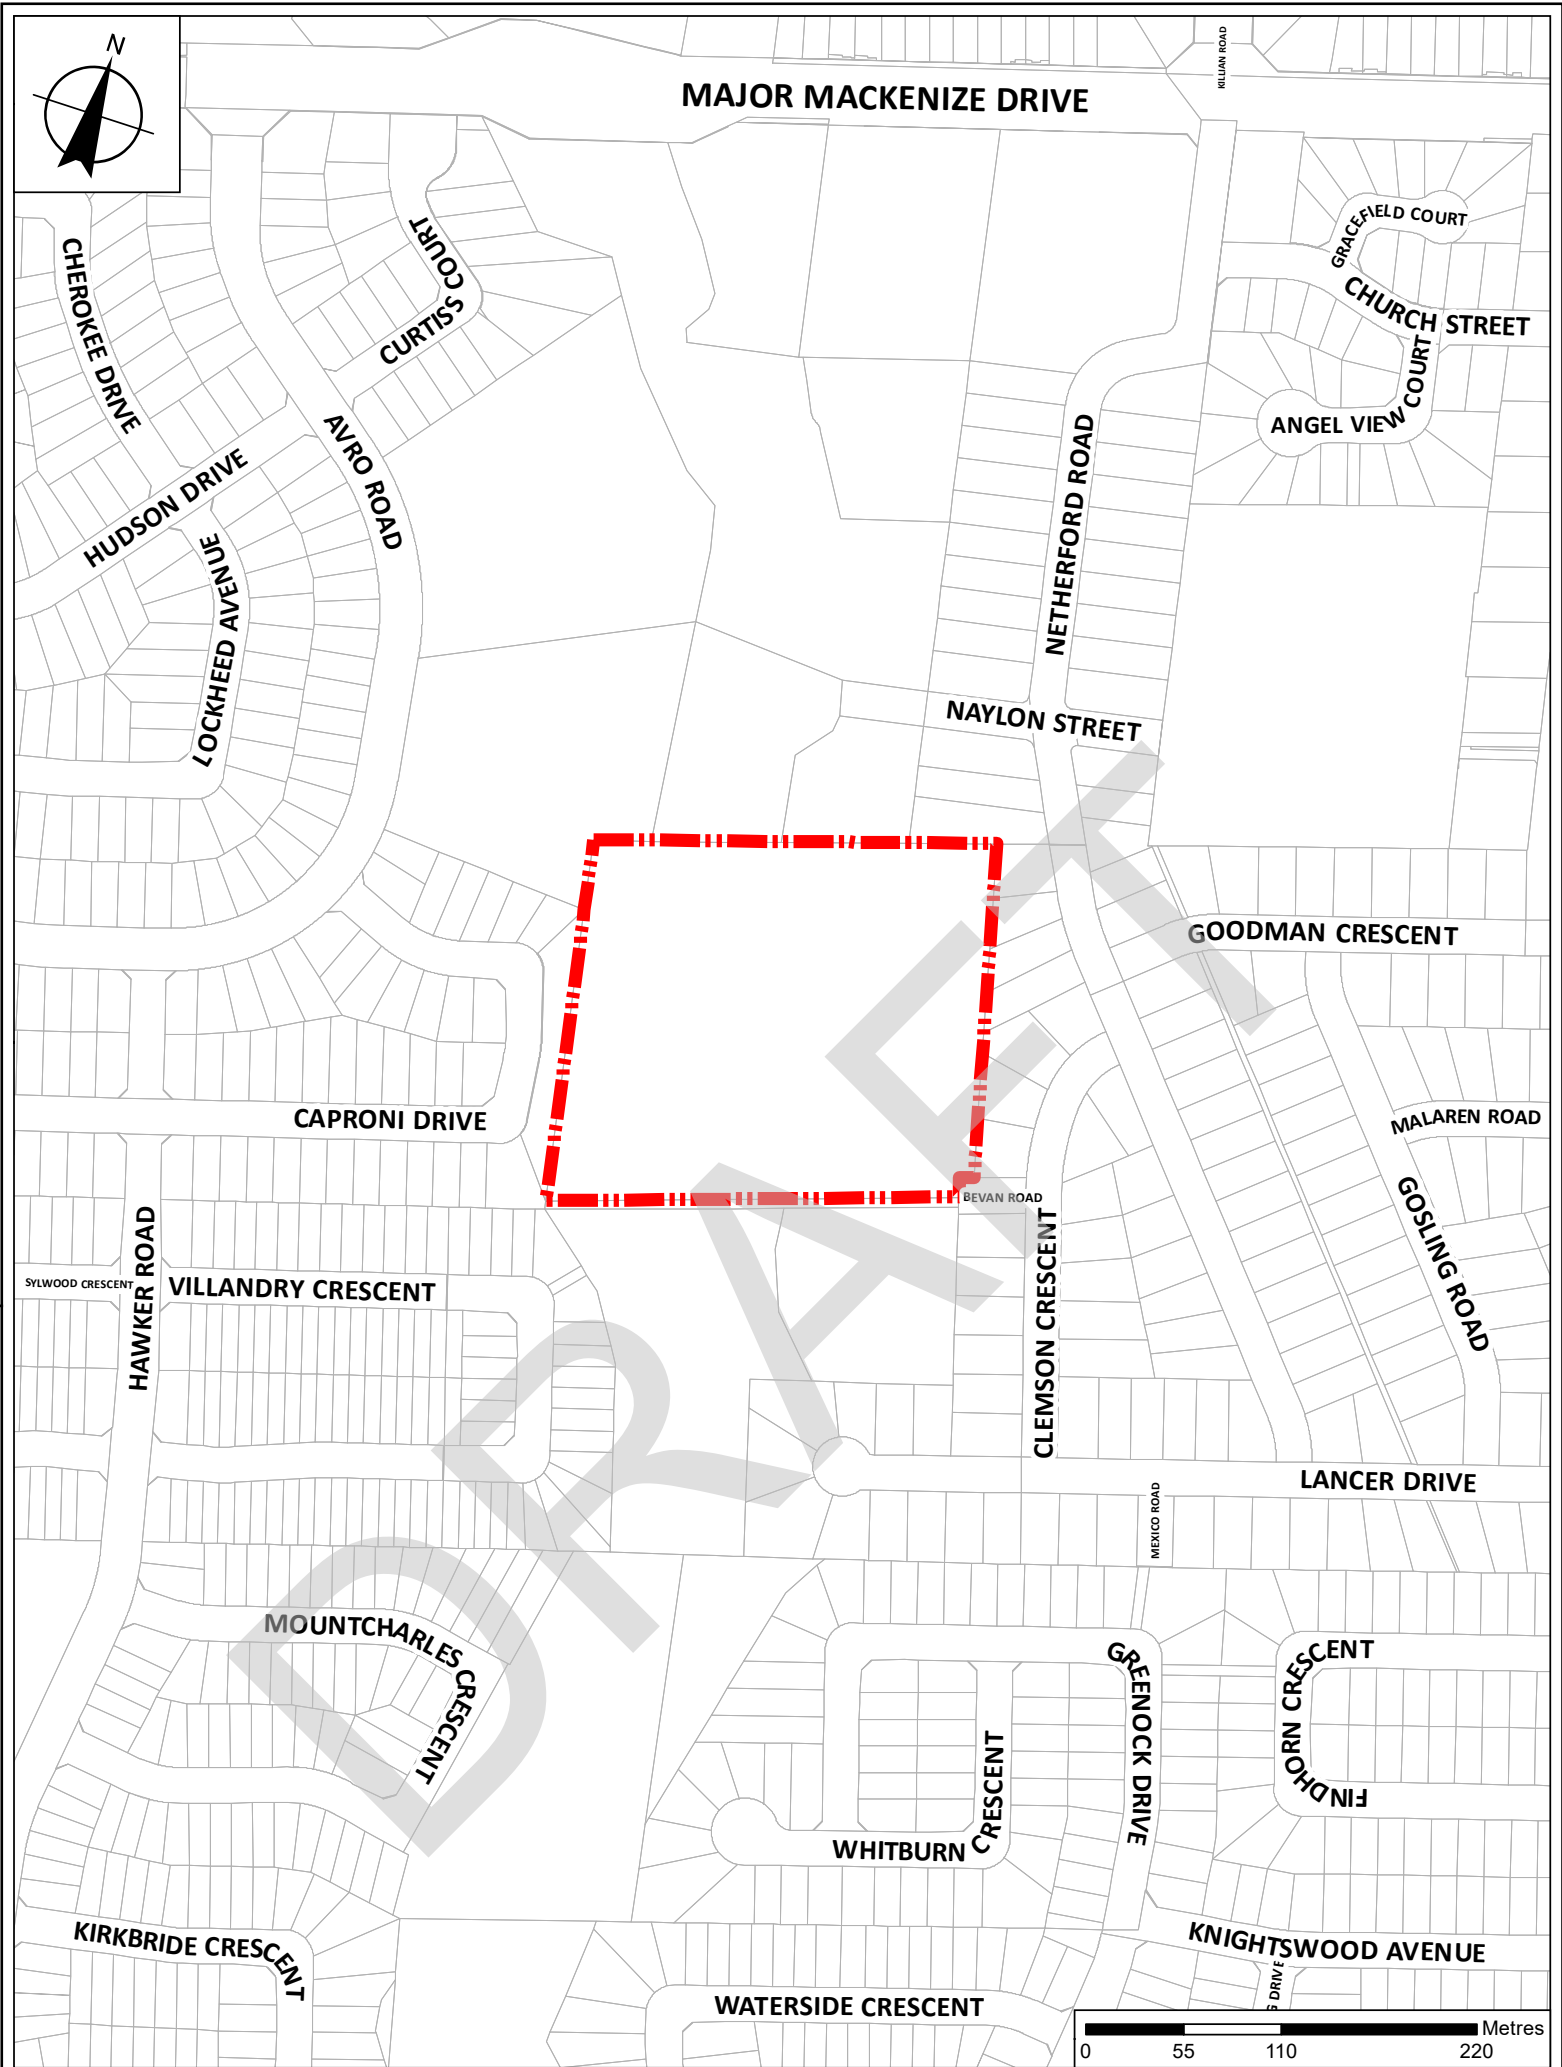 N
KILLIAN ROAD
MAJOR MACKENIZE DRIVE
GRACEFIELD COURT
CHURCH STREET
CURTISS COURT
CHEROKEE DRIVE
ANGEL VIEW COURT
AVRO ROAD
HUDSON DRIVE
NETHERFORD ROAD
LOCKHEED AVENUE
NAYLON STREET
GOODMAN CRESCENT
CAPRONI DRIVE
MALAREN ROAD
BEVAN ROAD
GOSLING ROAD
HAWKER ROAD
SYLWOOD CRESCENT
VILLANDRY CRESCENT
CLEMSON CRESCENT
LANCER DRIVE
MEXICO ROAD
DRAFT
MOUNTCHARLES CRESCENT
GREENOCK DRIVE
FINDHORN CRESCENT
WHITBURN CRESCENT
KIRKBRIDE CRESCENT
KNIGHTSWOOD AVENUE
DRIVE
WATERSIDE CRESCENT
Metres
0 55 110 220